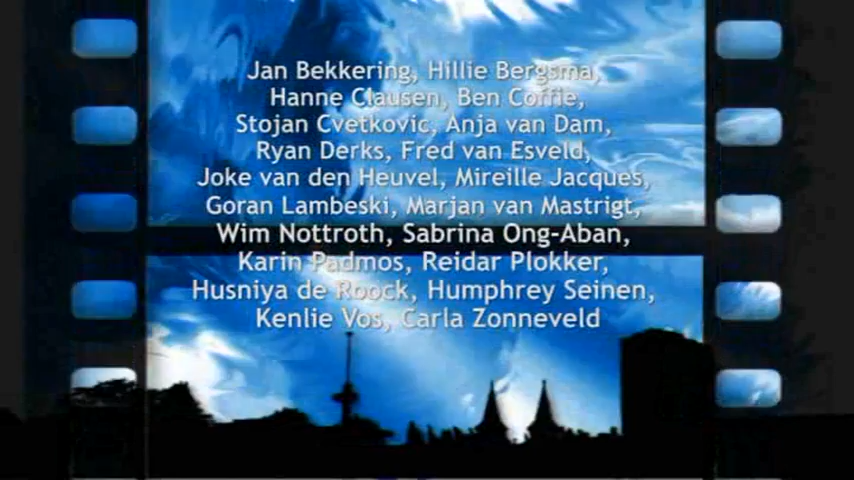 Jan Bekkering, Hillie Bergsma,
Hanne Clausen, Ben Coffie,
Stojan Cvetkovic, Anja van Dam,
Ryan Derks, Fred van Esveld,
Joke van den Heuvel, Mireille Jacques,
Goran Lambeski, Marjan van Mastrigt,
Wim Nottroth, Sabrina Ong-Aban,
Karin Padmos, Reidar Plokker,
Husniya de Roock, Humphrey Seinen,
Kenlie Vos, Carla Zonneveld